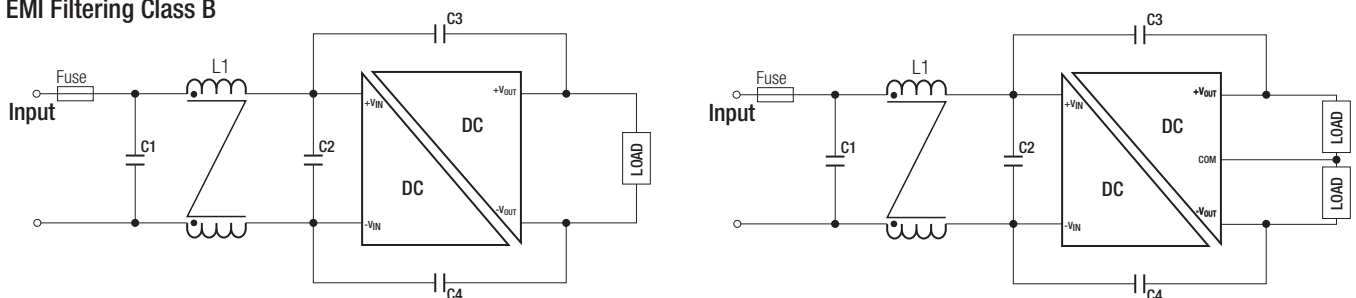 EMI Filtering Class B
C3
Fuse
L1
Input
+VIN
+VOUT
DC
C1
C2
LOAD
DC
-VIN
-VOUT
C4
C3
Fuse
L1
Input
+VIN
+VOUT
DC
LOAD
C1
C2
COM
DC
LOAD
-VIN
-VOUT
C4